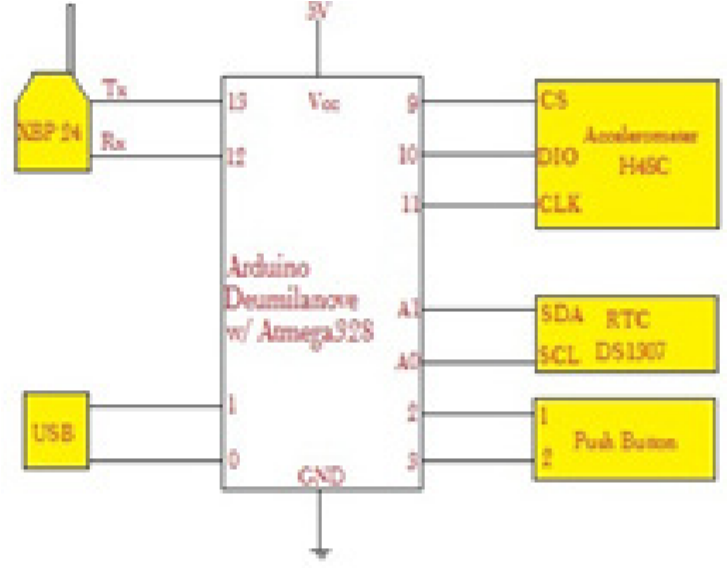 5V
Tx
XBP 24
Rx
13
12
Vcc
9
10
11
CS
DIO
CLK
Accelerometer
H48C
Arduino
Deumilanove
w/ Atmega328
A1
A0
SDA
SCL
RTC
DS1307
USB
1
0
2
3
1
2
Push Button
GND